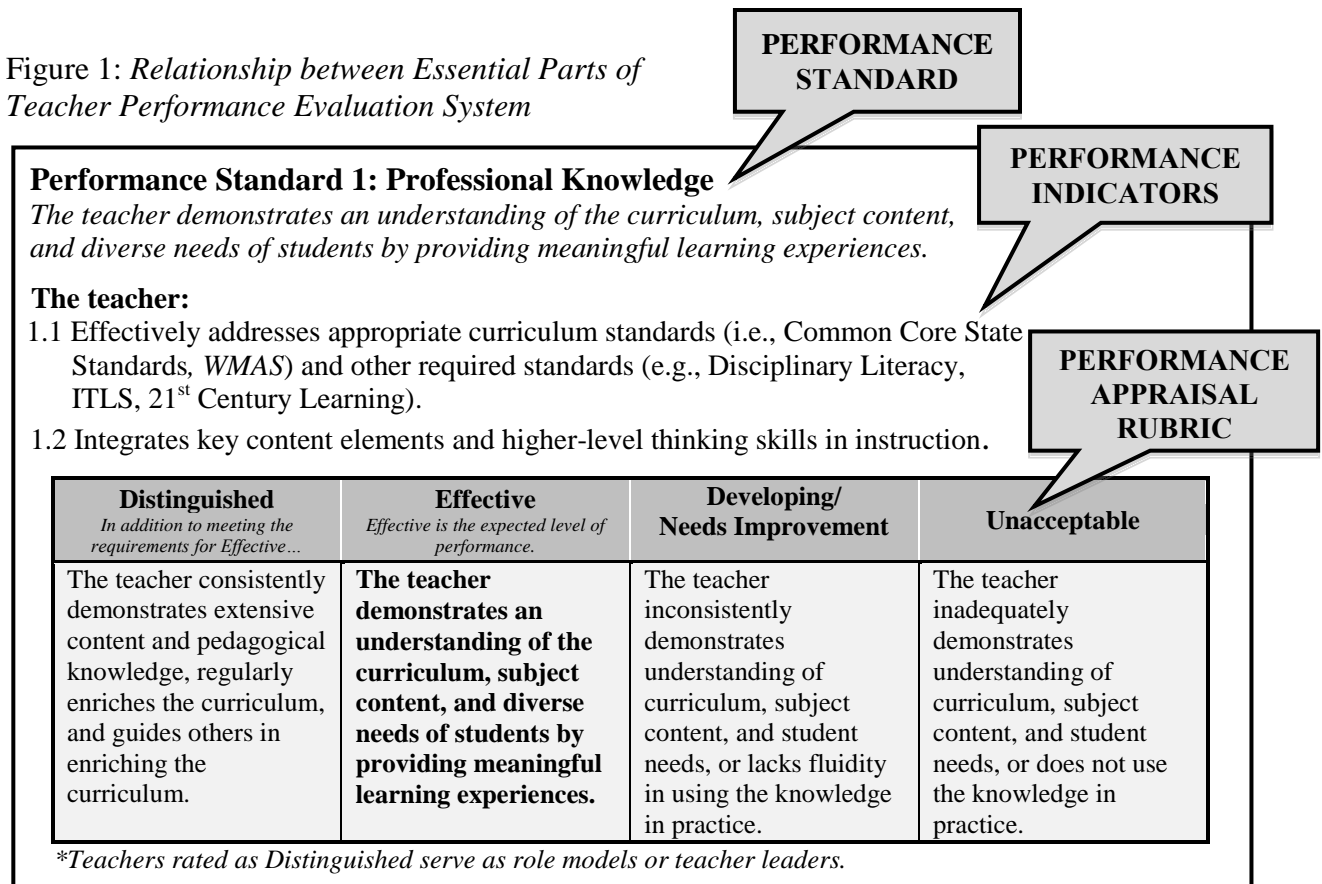 PERFORMANCE
STANDARD
Figure 1: Relationship between Essential Parts of
Teacher Performance Evaluation System
PERFORMANCE
INDICATORS
Performance Standard 1: Professional Knowledge
The teacher demonstrates an understanding of the curriculum, subject content,
and diverse needs of students by providing meaningful learning experiences.
The teacher:
1.1 Effectively addresses appropriate curriculum standards (i.e., Common Core State
Standards, WMAS) and other required standards (e.g., Disciplinary Literacy,
ITLS, 21st Century Learning).
PERFORMANCE
APPRAISAL
RUBRIC
1.2 Integrates key content elements and higher-level thinking skills in instruction.
Distinguished
In addition to meeting the
requirements for Effective…
Effective
Effective is the expected level of
performance.
Developing/
Needs Improvement
Unacceptable
The teacher consistently
demonstrates extensive
content and pedagogical
knowledge, regularly
enriches the curriculum,
and guides others in
enriching the
curriculum.
The teacher
demonstrates an
understanding of the
curriculum, subject
content, and diverse
needs of students by
providing meaningful
learning experiences.
The teacher
inconsistently
demonstrates
understanding of
curriculum, subject
content, and student
needs, or lacks fluidity
in using the knowledge
in practice.
The teacher
inadequately
demonstrates
understanding of
curriculum, subject
content, and student
needs, or does not use
the knowledge in
practice.
*Teachers rated as Distinguished serve as role models or teacher leaders.